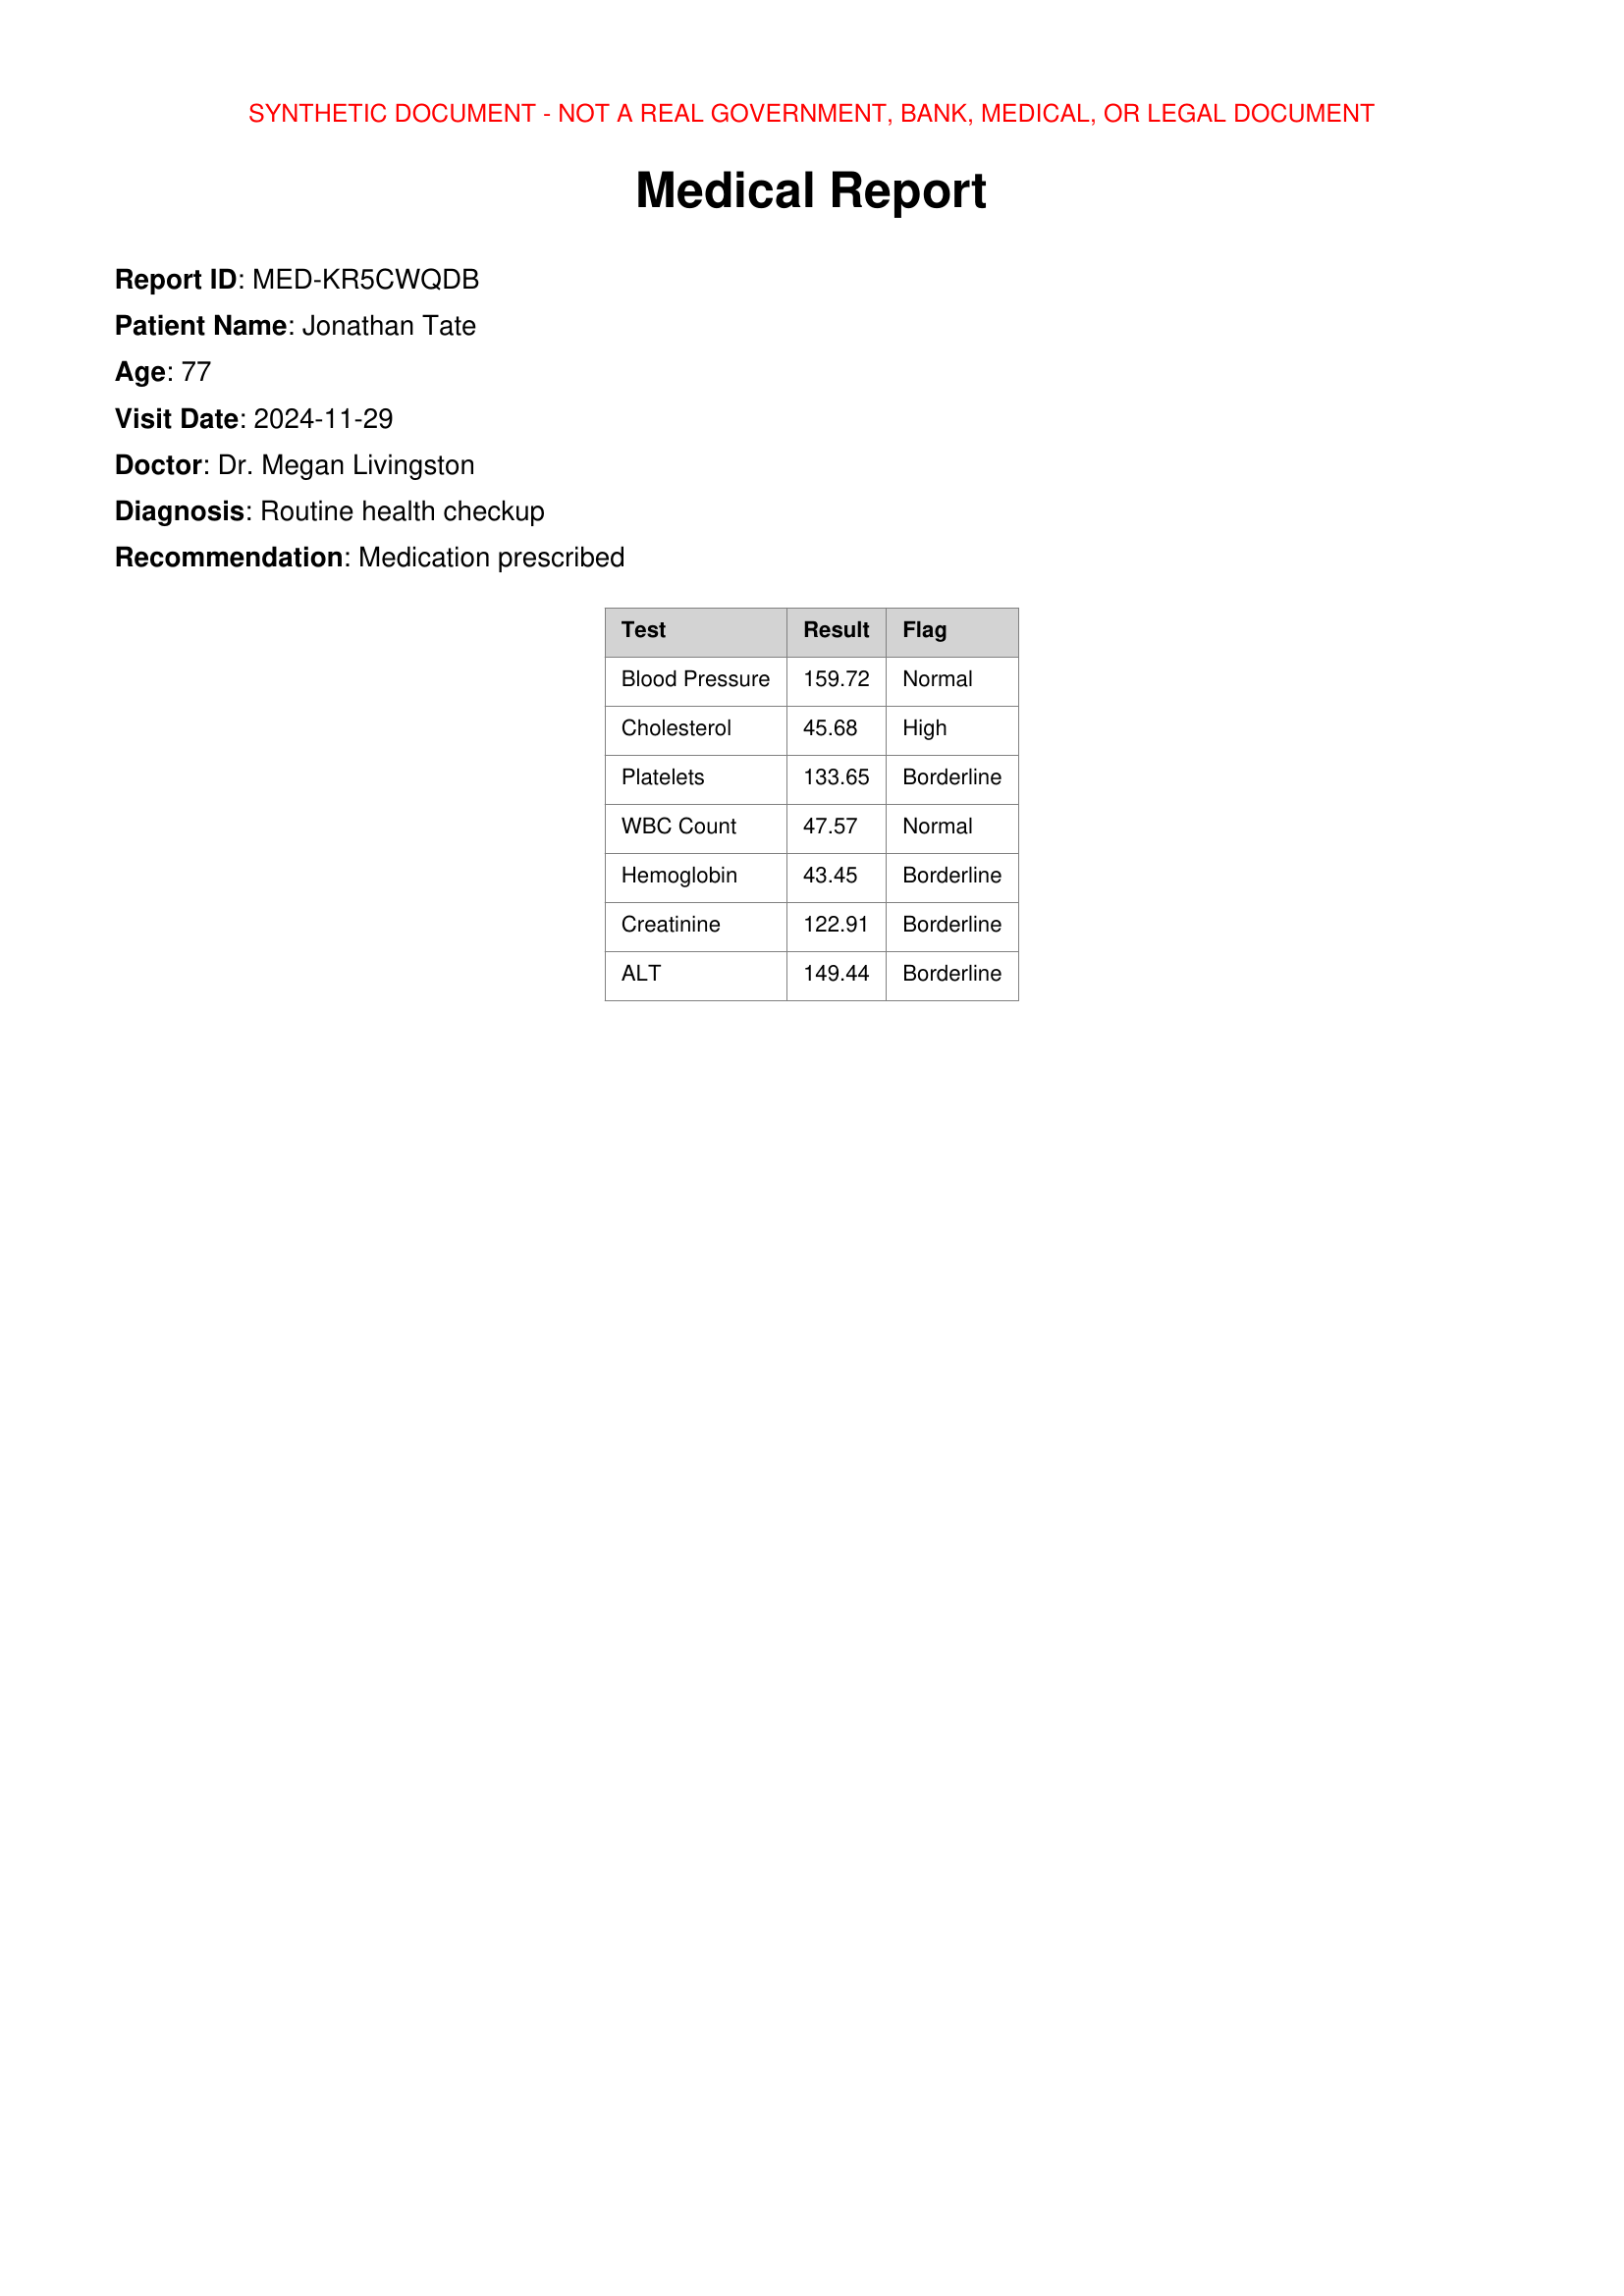 SYNTHETIC DOCUMENT - NOT A REAL GOVERNMENT, BANK, MEDICAL, OR LEGAL DOCUMENT
Medical Report
Report ID: MED-KR5CWQDB
Patient Name: Jonathan Tate
Age: 77
Visit Date: 2024-11-29
Doctor: Dr. Megan Livingston
Diagnosis: Routine health checkup
Recommendation: Medication prescribed
Test Result Flag
Blood Pressure 159.72 Normal
Cholesterol 45.68 High
Platelets 133.65 Borderline
WBC Count 47.57 Normal
Hemoglobin 43.45 Borderline
Creatinine 122.91 Borderline
ALT 149.44 Borderline